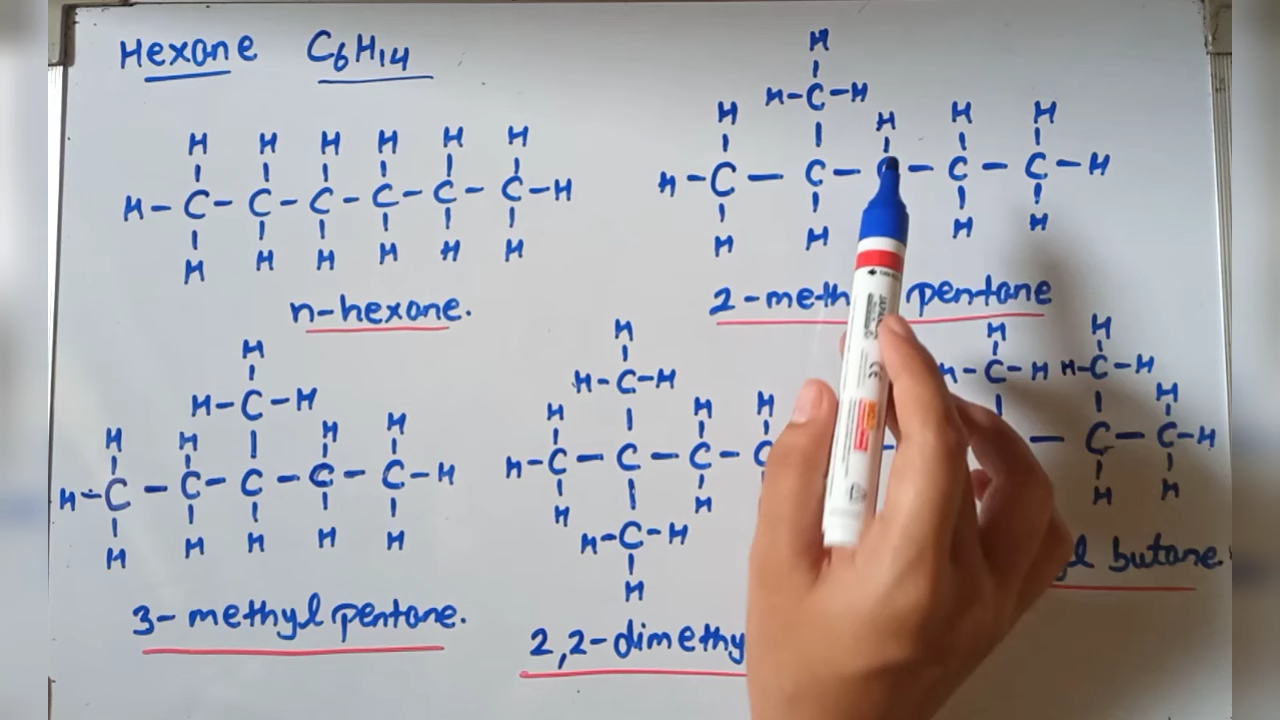 Hexane C6H14
H
H H-C-H H H H
H H H H H H
H-C-C-C-C-C-C-H
H H H H H H
H-C-C- -C-C-H
H H H H
n-hexane.
2-meth pentane
H
H-C-H
H H H H
H-C-C-C-C-C-H
H H H H H
3-methyl pentane.
H
H-C-H
H H H
H-C-C-C-C
H H
H-C-H
H
2,2-dimethy
H H
H-C-H H-C-H
H
-C-C-H
H H
butane.